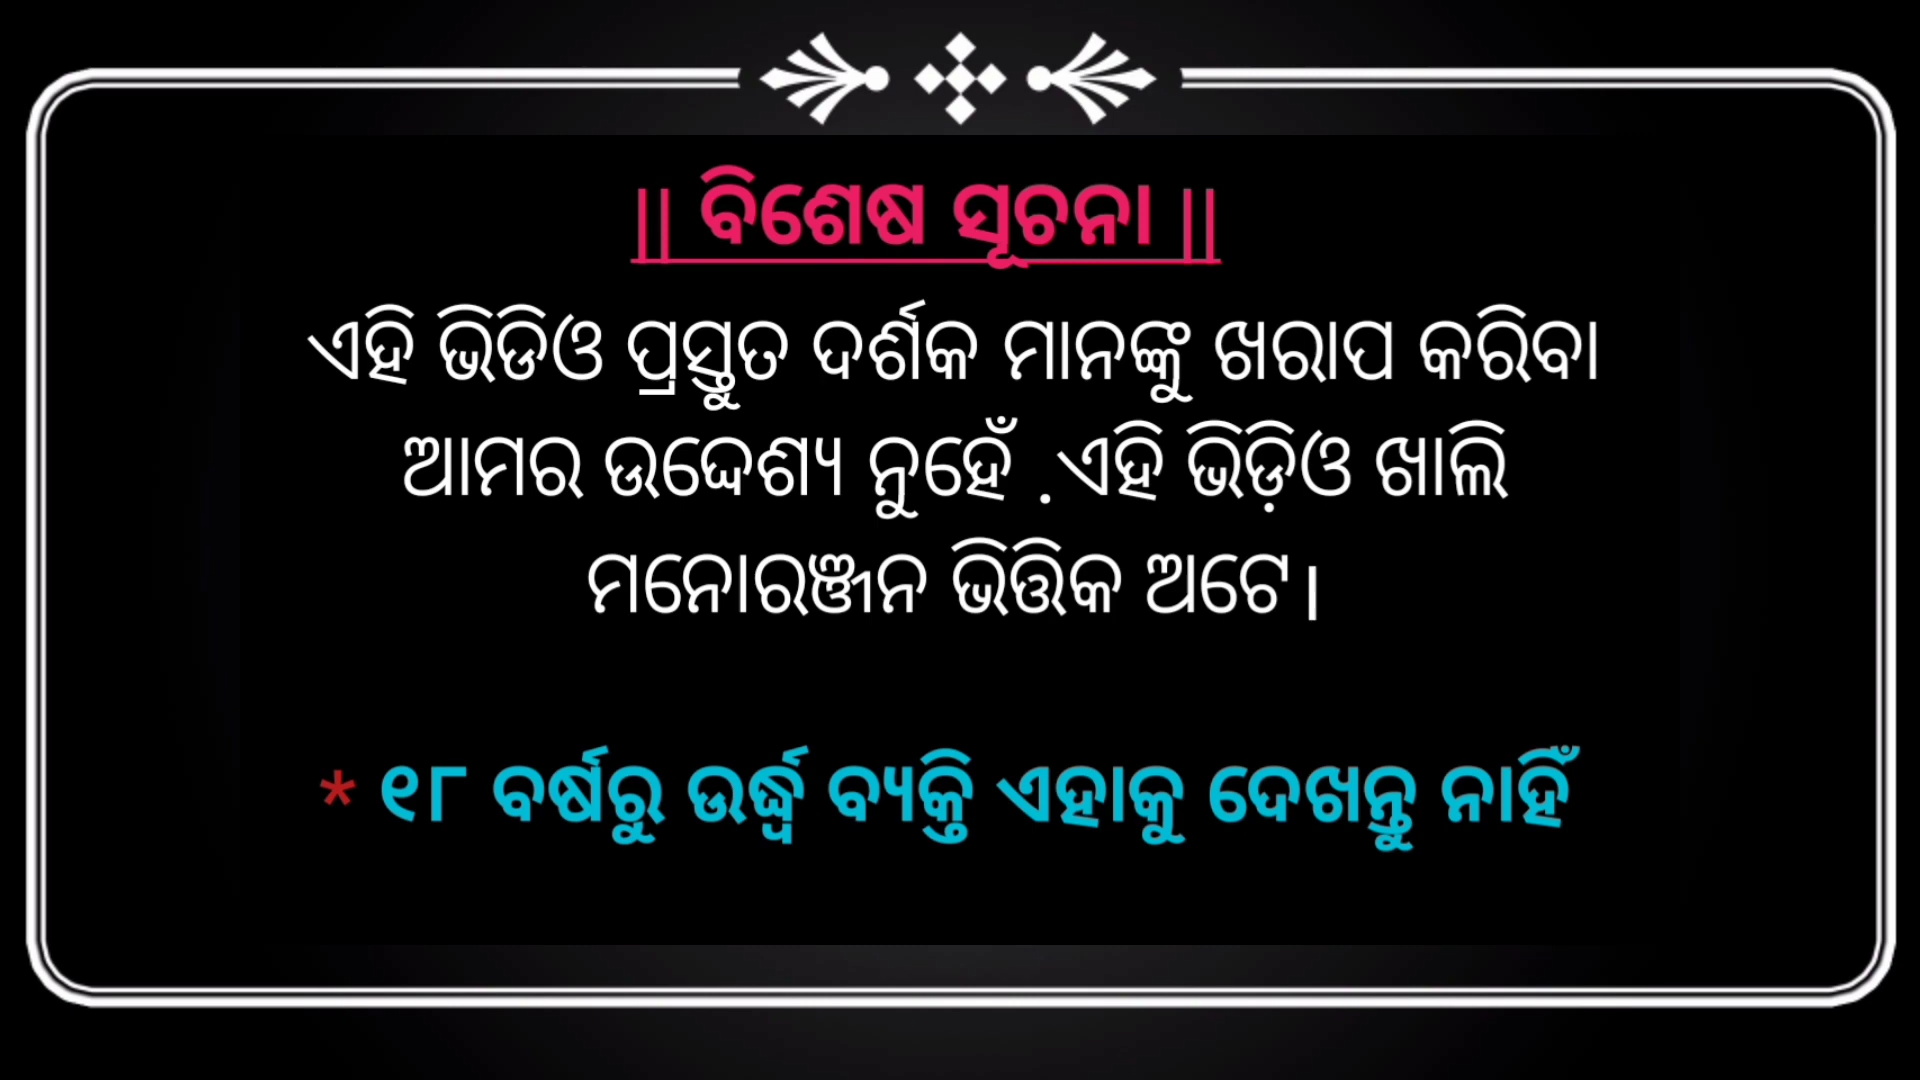 || ବିଶେଷ ସୂଚନା ||
ଏହି ଭିଡିଓ ପ୍ରସ୍ତୁତ ଦର୍ଶକ ମାନଙ୍କୁ ଖରାପ କରିବା
ଆମର ଉଦ୍ଦେଶ୍ୟ ନୁହେଁ .ଏହି ଭିଡ଼ିଓ ଖାଲି
ମନୋରଞ୍ଜନ ଭିତ୍ତିକ ଅଟେ।
* ୧୮ ବର୍ଷରୁ ଉର୍ଦ୍ଧ୍ୱ ବ୍ୟକ୍ତି ଏହାକୁ ଦେଖନ୍ତୁ ନାହିଁ